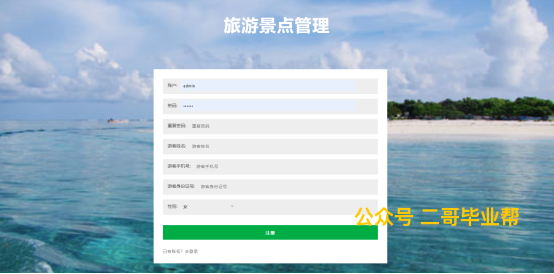 旅游景点管理
账户: admin
密码: ••••••
重复密码: 重复密码
游客姓名: 游客姓名
游客手机号: 游客手机号
游客身份证号: 游客身份证号
性别: 男
公众号 二哥毕业帮
注册
已有账号? 去登录